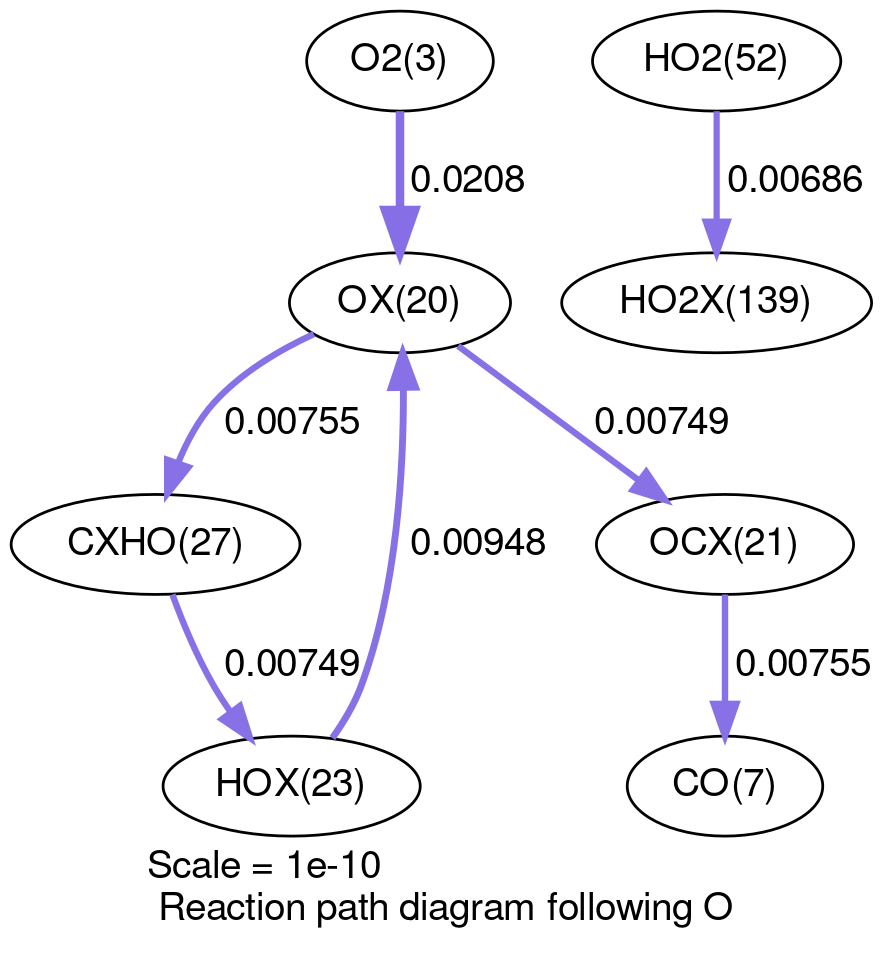 O2(3)
HO2(52)
0.0208
0.00686
OX(20)
HO2X(139)
0.00755
0.00749
CXHO(27)
0.00948
OCX(21)
0.00749
0.00755
HOX(23)
CO(7)
Scale = 1e-10
Reaction path diagram following O